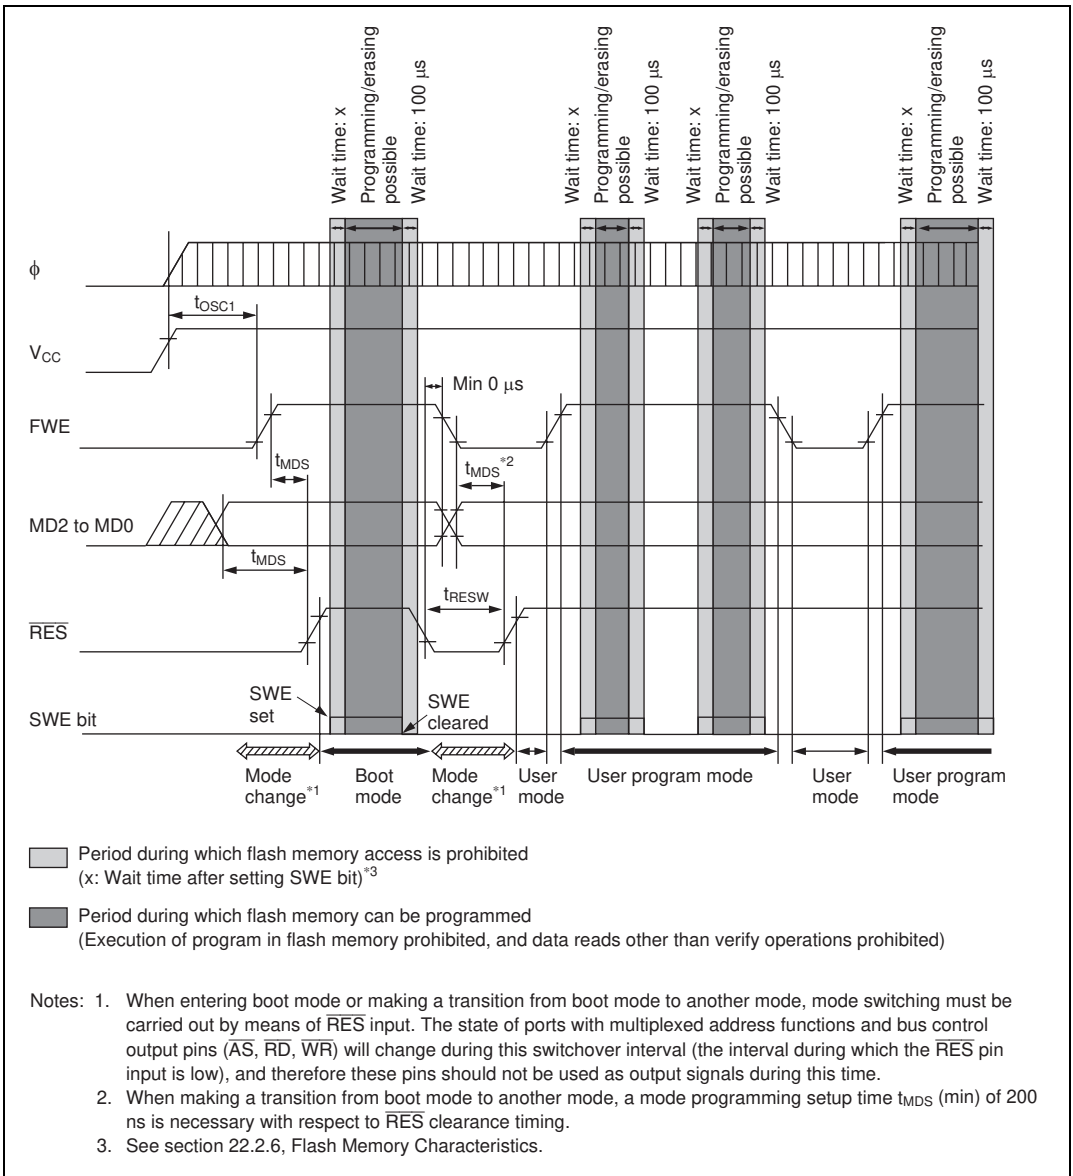 Wait time: x
Programming/erasing
possible
Wait time: 100 μs
Wait time: x
Programming/erasing
possible
Wait time: 100 μs
Wait time: x
Programming/erasing
possible
Wait time: 100 μs
Wait time: x
Programming/erasing
possible
Wait time: 100 μs
ϕ
tOSC1
VCC
Min 0 μs
FWE
tMDS
tMDS*2
MD2 to MD0
tMDS
tRESW
RES
SWE
set
SWE
cleared
SWE bit
Mode
change*1
Boot
mode
Mode
change*1
User
mode
User program mode
User
mode
User program
mode
Period during which flash memory access is prohibited
(x: Wait time after setting SWE bit)*3
Period during which flash memory can be programmed
(Execution of program in flash memory prohibited, and data reads other than verify operations prohibited)
Notes: 1. When entering boot mode or making a transition from boot mode to another mode, mode switching must be
carried out by means of RES input. The state of ports with multiplexed address functions and bus control
output pins (AS, RD, WR) will change during this switchover interval (the interval during which the RES pin
input is low), and therefore these pins should not be used as output signals during this time.
2. When making a transition from boot mode to another mode, a mode programming setup time tMDS (min) of 200
ns is necessary with respect to RES clearance timing.
3. See section 22.2.6, Flash Memory Characteristics.